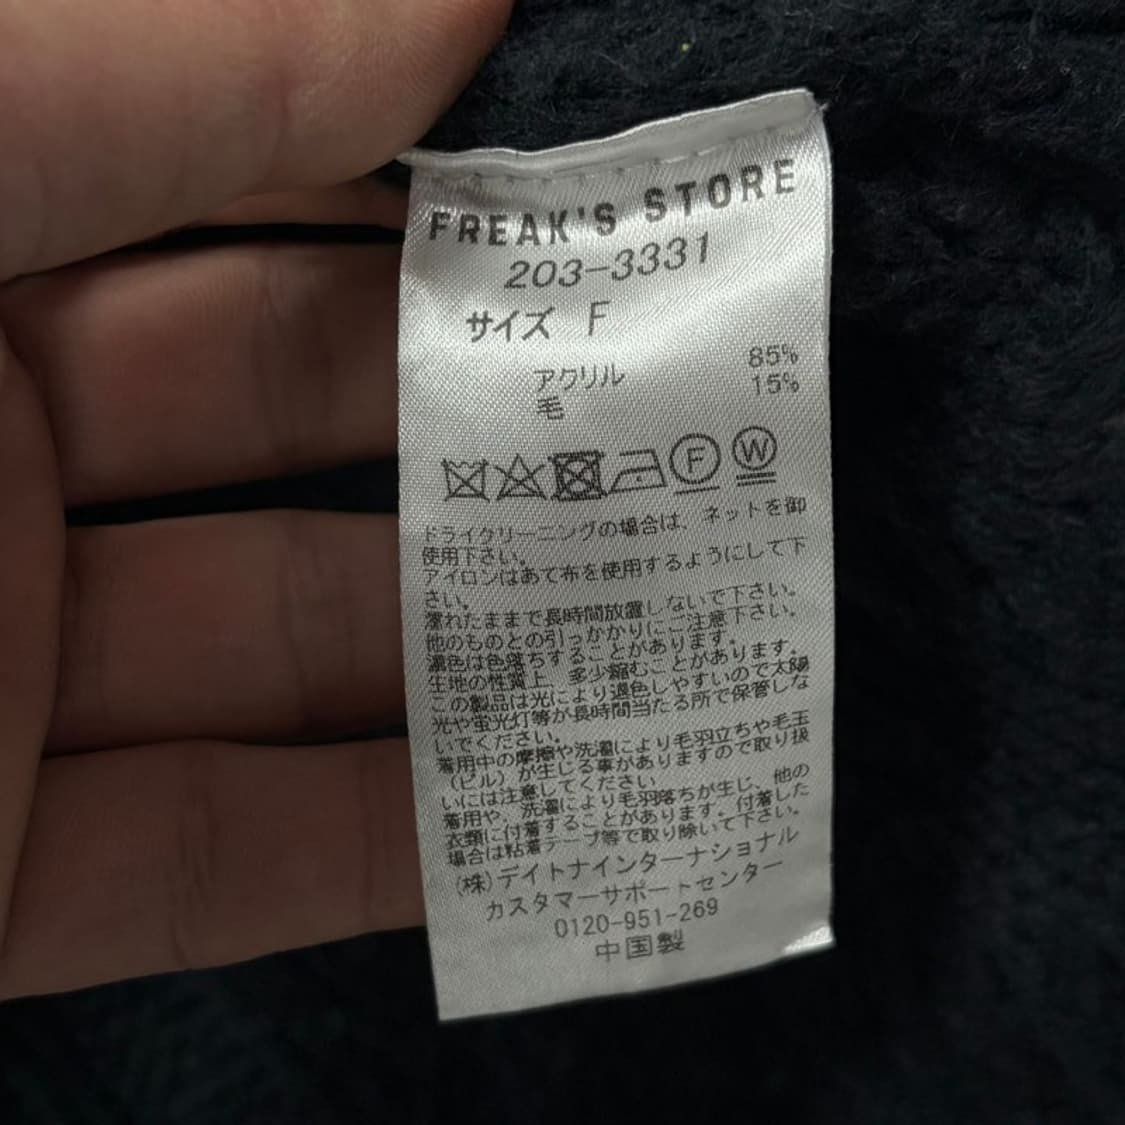 FREAK'S STORE
203-3331
サイズ F
アクリル 85%
毛 15%
F W
ドライクリーニングの場合は、ネットを御
使用下さい。
アイロンはあて布を使用するようにして下
さい。
濡れたままで長時間放置しないで下さい。
他のものとの引っかかりにご注意下さい。
濃色は色落ちすることがあります。
生地の性質上、多少縮むことがあります。
この製品は光により退色しやすいので太陽
光や蛍光灯等が長時間当たる所で保管しな
いでください。
着用中の摩擦や洗濯により毛羽立ちや毛玉
(ピル)が生じる事がありますので取り扱
いには注意してください
着用や、洗濯により毛羽落ちが生じ、他の
衣類に付着することがあります。付着した
場合は粘着テープ等で取り除いて下さい。
(株)デイトナインターナショナル
カスタマーサポートセンター
0120-951-269
中国製